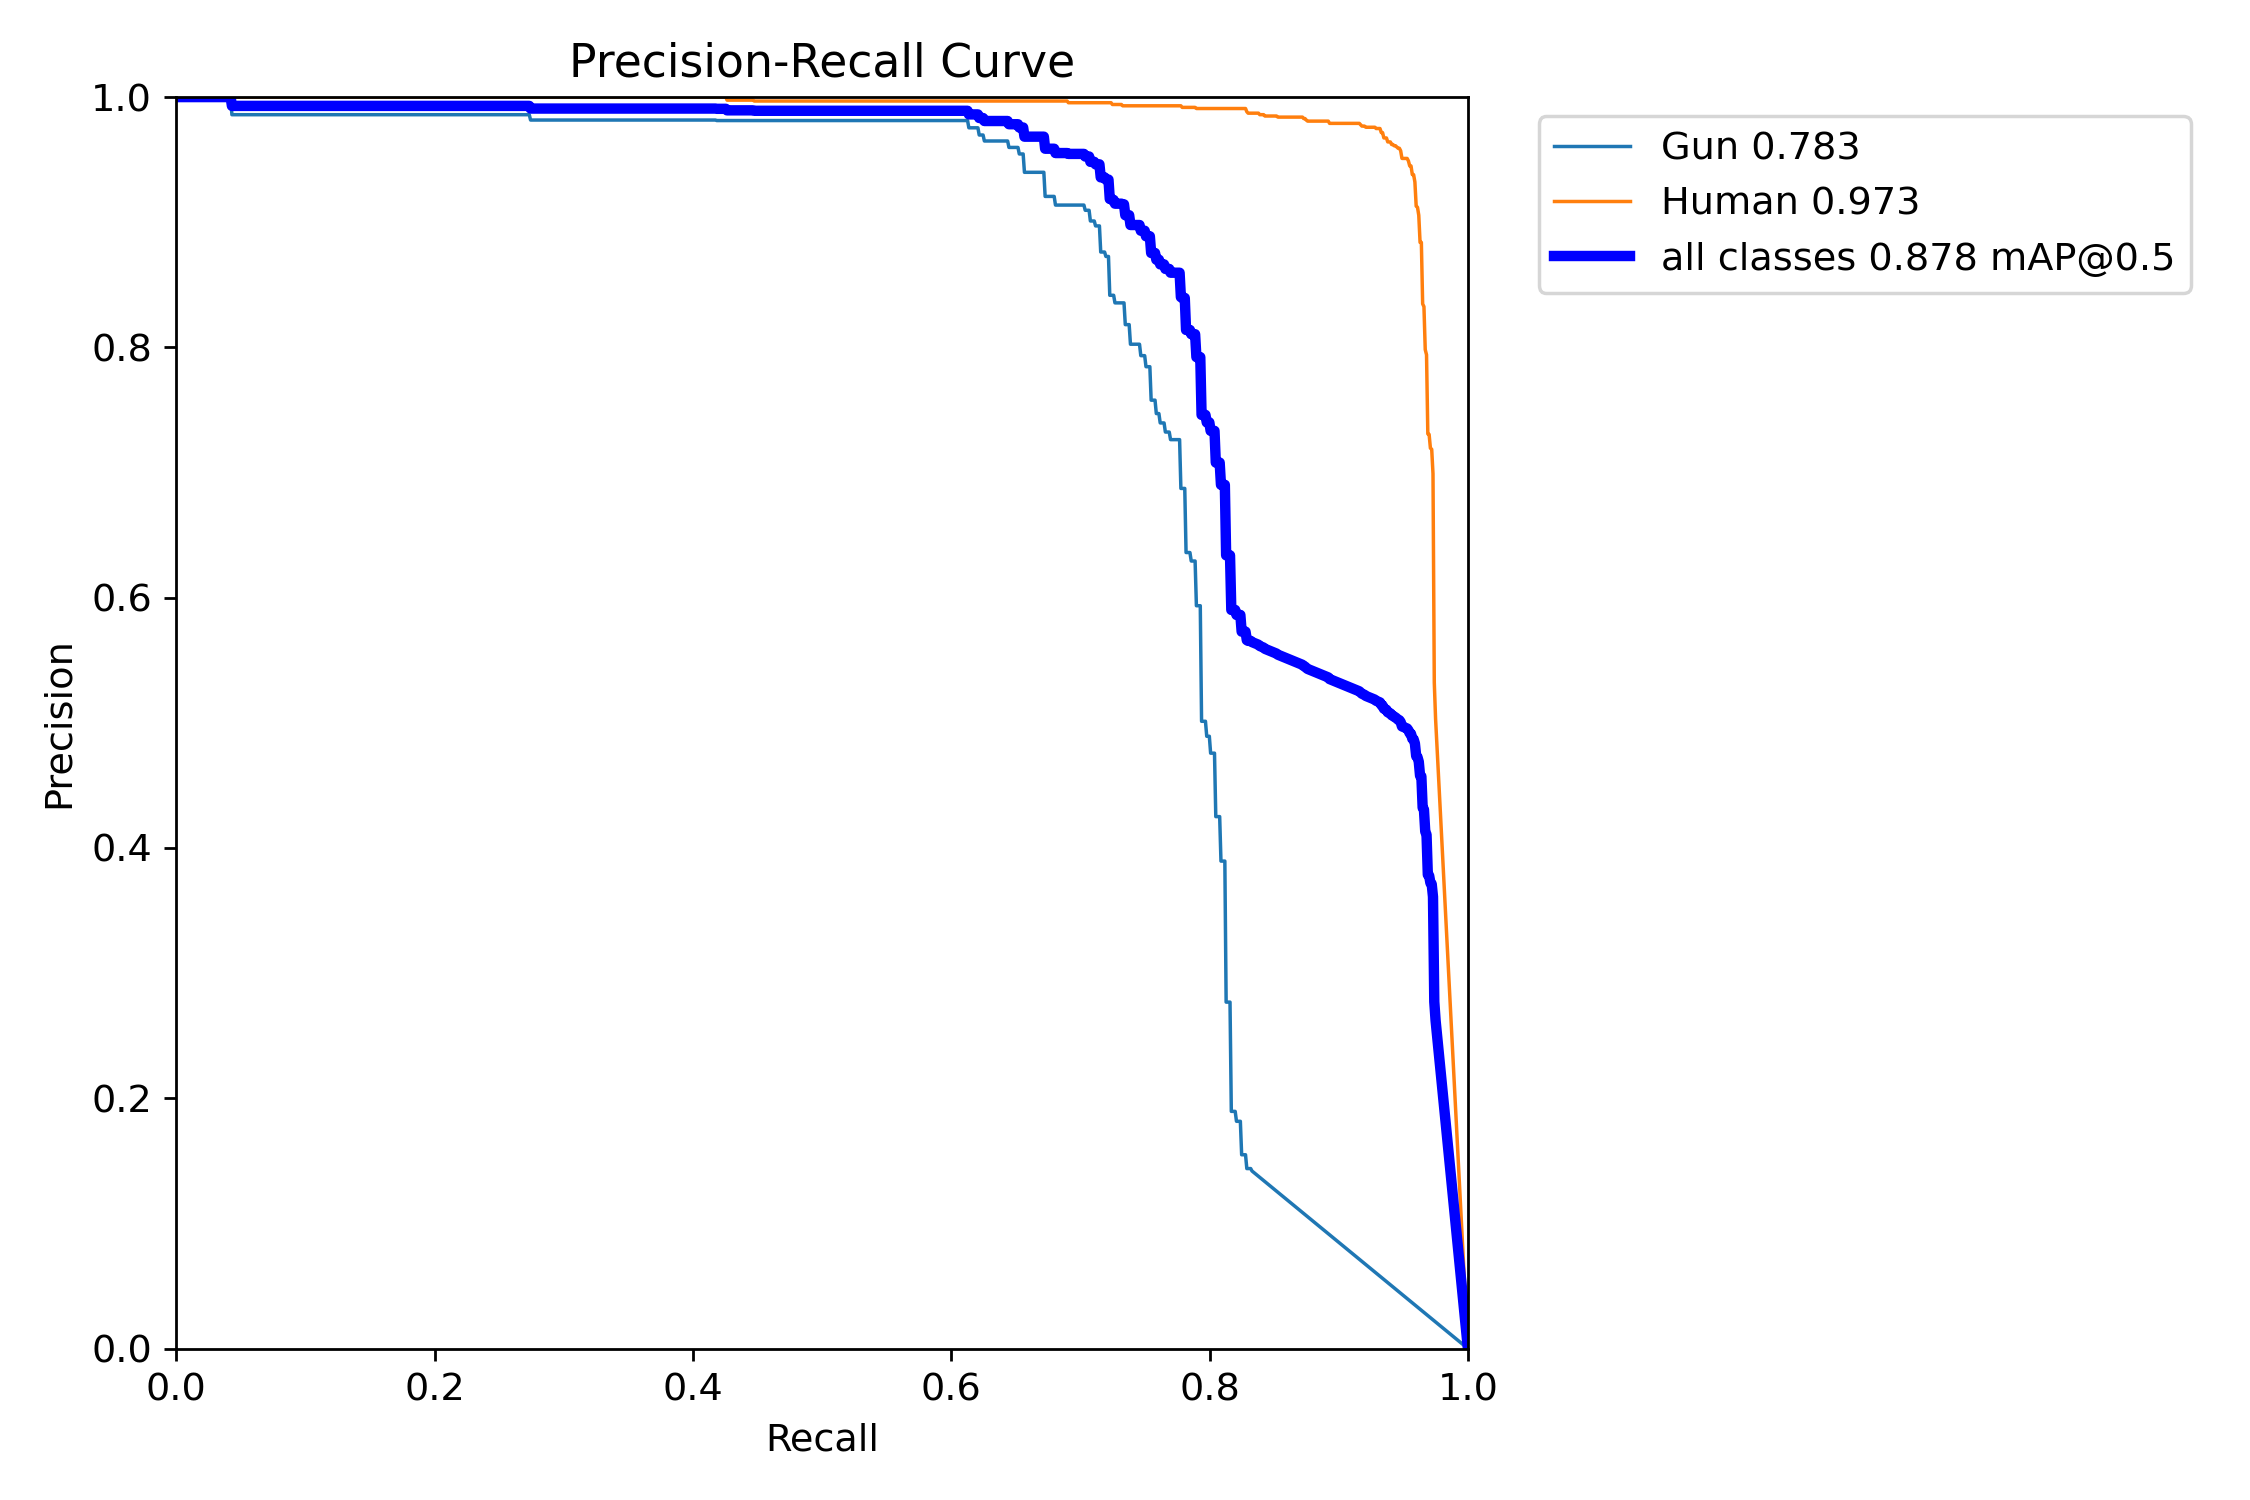 Precision-Recall Curve
1.0
0.8
0.6
0.4
0.2
0.0
Precision
0.0 0.2 0.4 0.6 0.8 1.0
Recall
Gun 0.783
Human 0.973
all classes 0.878 mAP@0.5